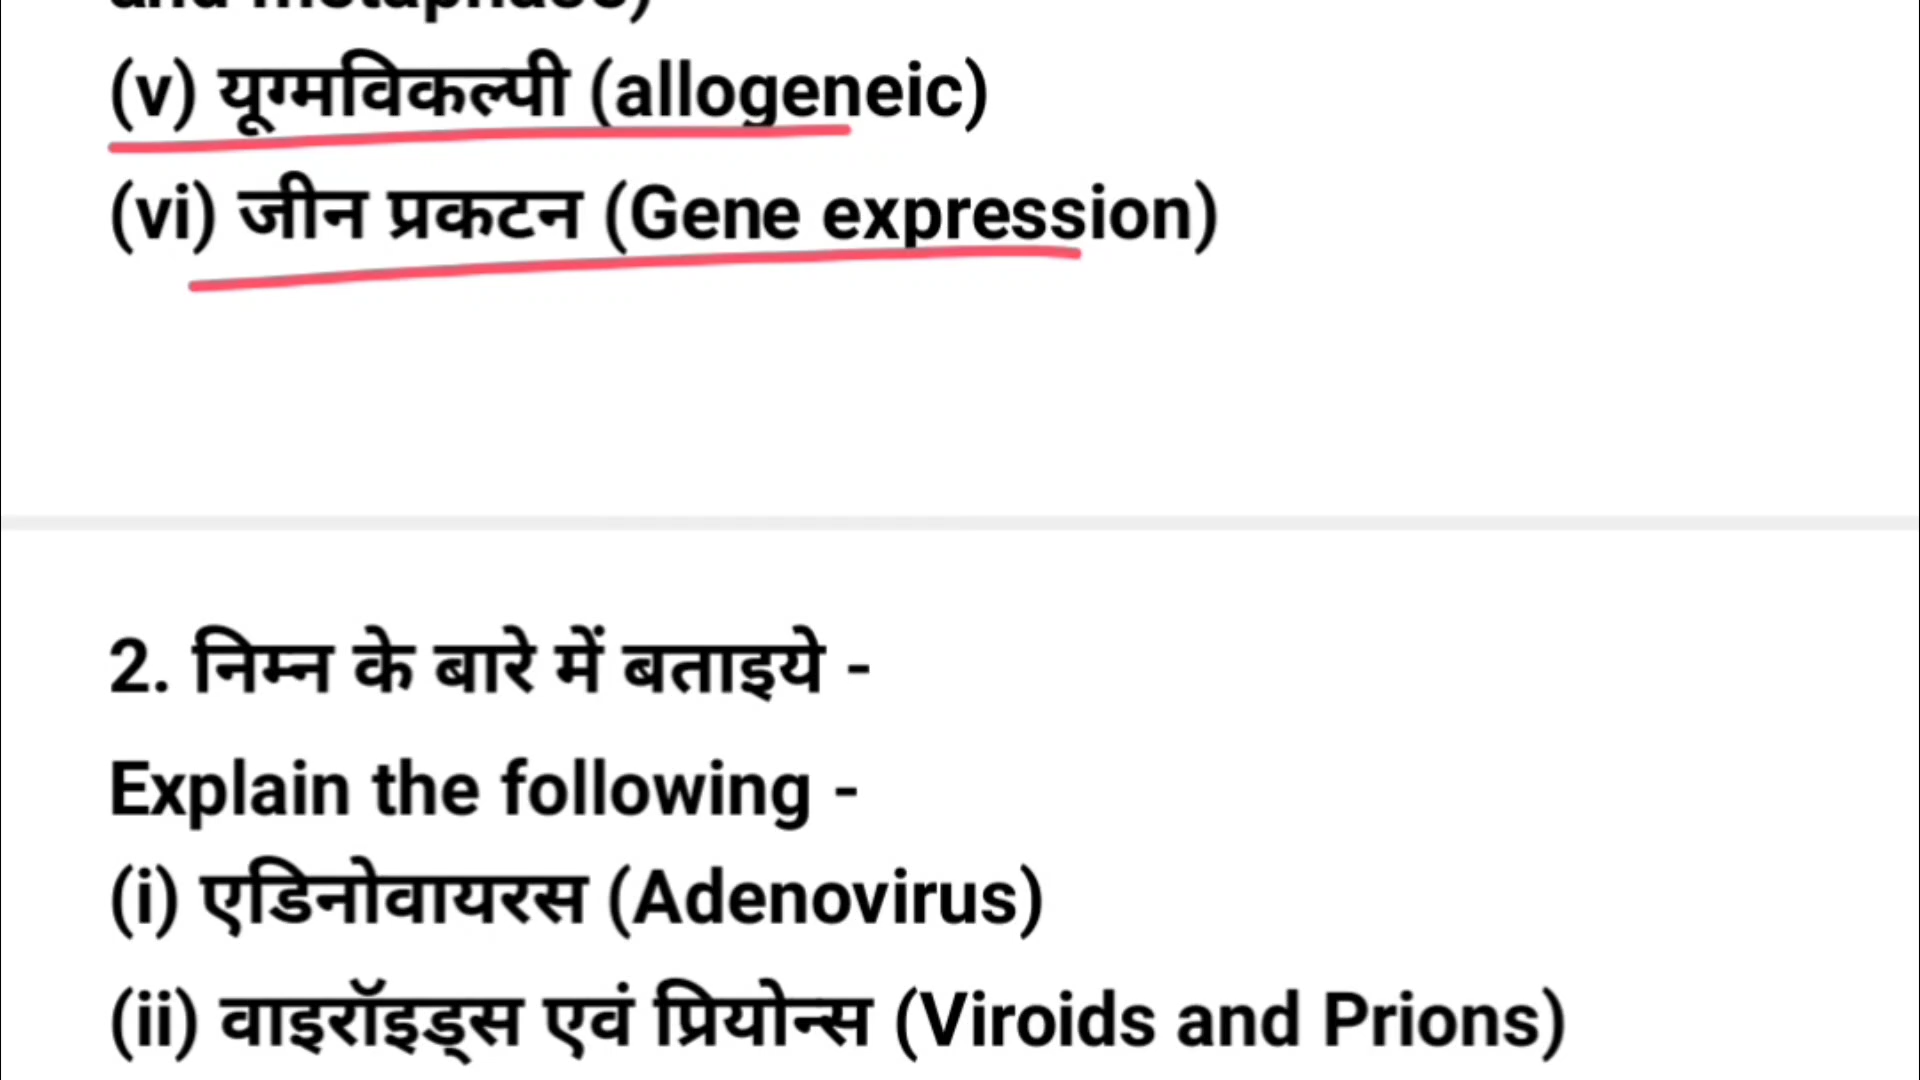 (v) यूग्मविकल्पी (allogeneic)
(vi) जीन प्रकटन (Gene expression)
2. निम्न के बारे में बताइये -
Explain the following -
(i) एडिनोवायरस (Adenovirus)
(ii) वाइरॉइड्स एवं प्रियोन्स (Viroids and Prions)